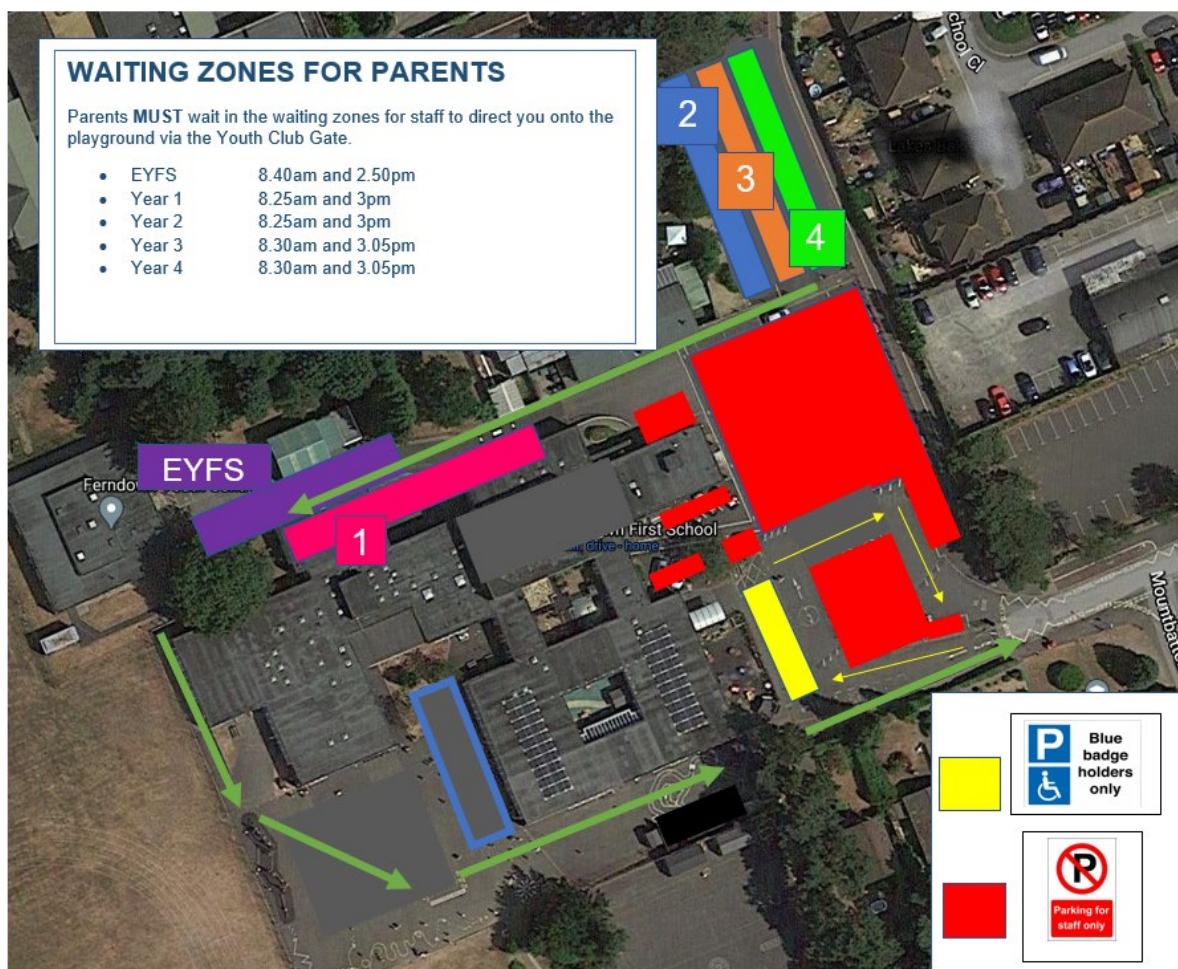 WAITING ZONES FOR PARENTS
Parents MUST wait in the waiting zones for staff to direct you onto the
playground via the Youth Club Gate.
• EYFS 8.40am and 2.50pm
• Year 1 8.25am and 3pm
• Year 2 8.25am and 3pm
• Year 3 8.30am and 3.05pm
• Year 4 8.30am and 3.05pm
2
3
4
EYFS
1
First School
drive - home
P
Blue
badge
holders
only
P
Parking for
staff only